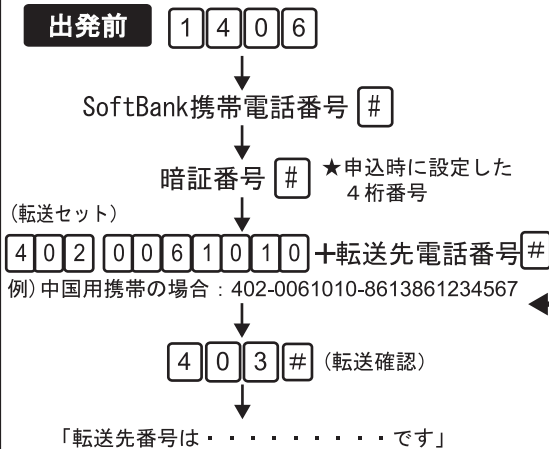 出発前 1406
SoftBank携帯電話番号 #
暗証番号 # ★申込時に設定した
4桁番号
(転送セット)
402 0061010 +転送先電話番号 #
例)中国用携帯の場合：402-0061010-8613861234567
403# (転送確認)
「転送先番号は・・・・・・・・・です」